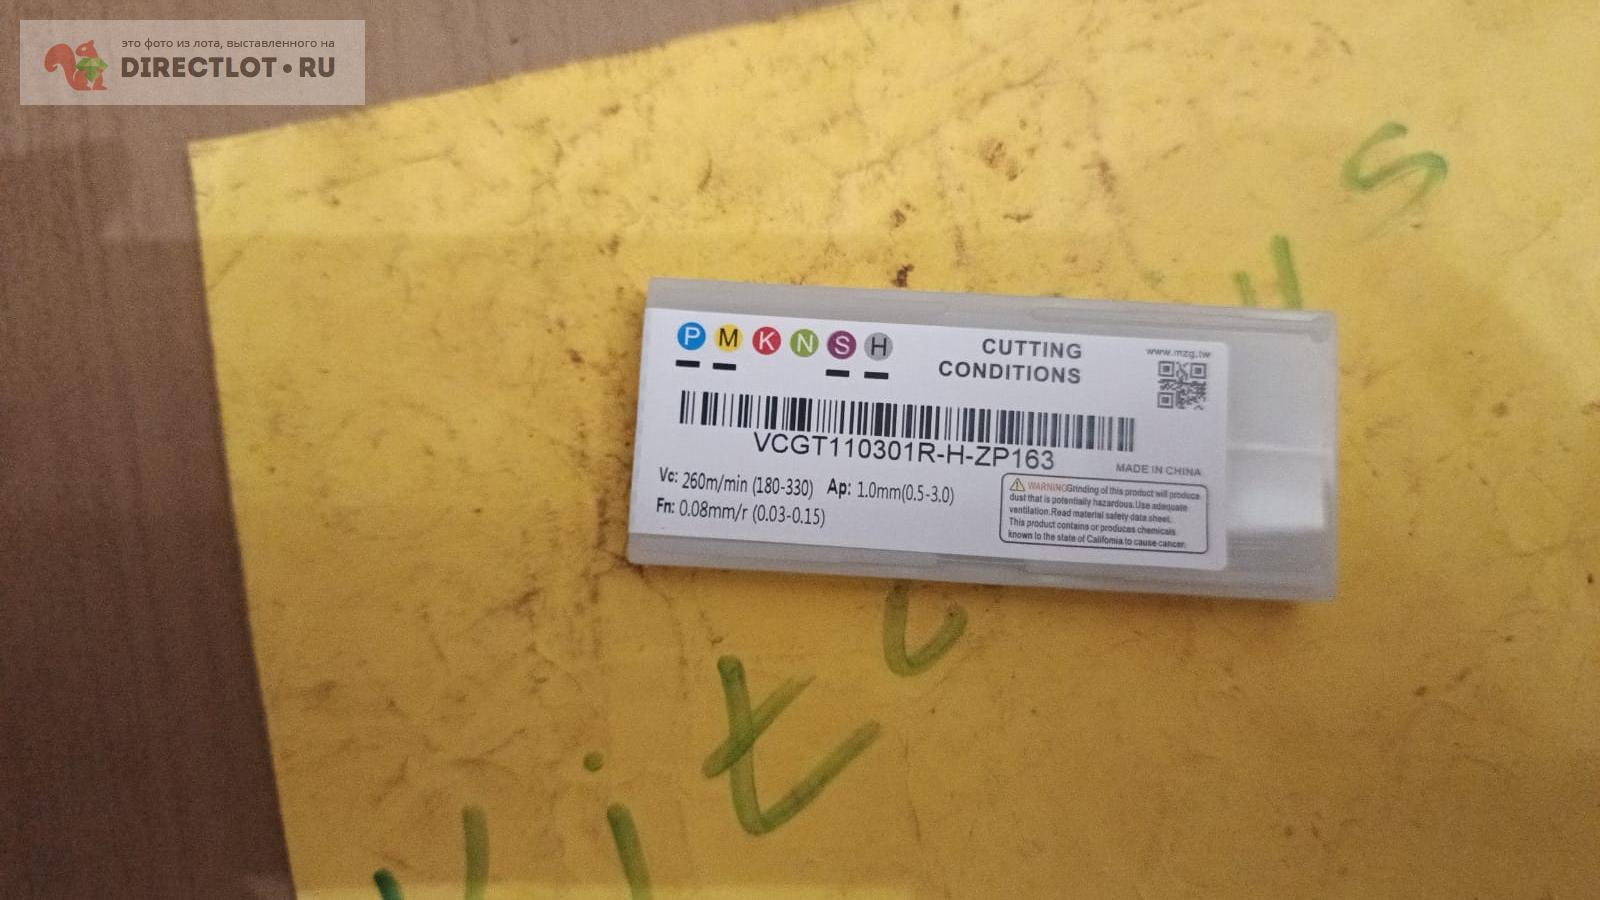 это фото из лота, выставленного на
DIRECTLOT.RU
P M K N S H
CUTTING
CONDITIONS
www.mzg.tw
VCGT110301R-H-ZP163
MADE IN CHINA
Vc: 260m/min (180-330) Ap: 1.0mm(0.5-3.0)
Fn: 0.08mm/r (0.03-0.15)
WARNING Grinding of this product will produce
dust that is potentially hazardous.Use adequate
ventilation.Read material safety data sheet.
This product contains or produces chemicals
known to the state of California to cause cancer.